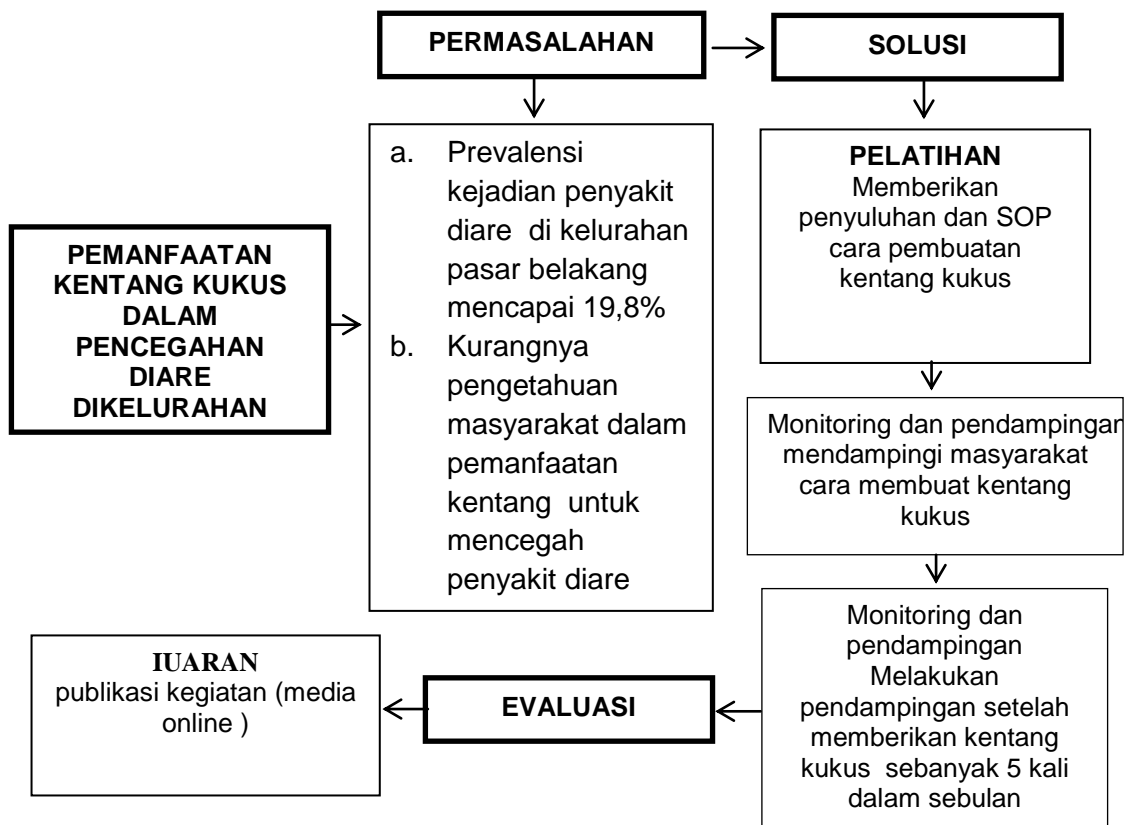 PERMASALAHAN
SOLUSI
PEMANFAATAN
KENTANG KUKUS
DALAM
PENCEGAHAN
DIARE
DIKELURAHAN
a. Prevalensi
kejadian penyakit
diare di kelurahan
pasar belakang
mencapai 19,8%
b. Kurangnya
pengetahuan
masyarakat dalam
pemanfaatan
kentang untuk
mencegah
penyakit diare
PELATIHAN
Memberikan
penyuluhan dan SOP
cara pembuatan
kentang kukus
Monitoring dan pendampingan
mendampingi masyarakat
cara membuat kentang
kukus
Monitoring dan
pendampingan
Melakukan
pendampingan setelah
memberikan kentang
kukus sebanyak 5 kali
dalam sebulan
EVALUASI
IUARAN
publikasi kegiatan (media
online )